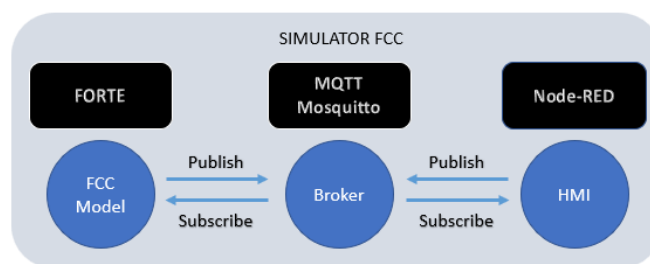 SIMULATOR FCC
FORTE
MQTT
Mosquitto
Node-RED
Publish
Publish
FCC
Model
Broker
HMI
Subscribe
Subscribe